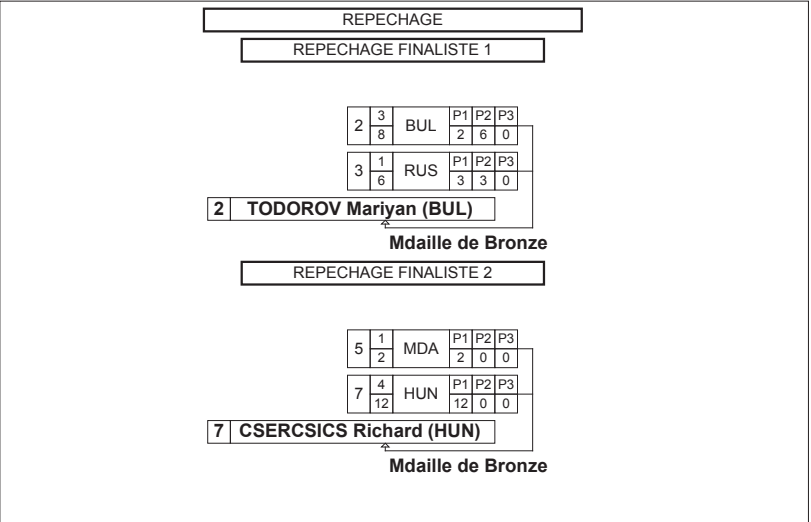 REPECHAGE
REPECHAGE FINALISTE 1
2 3 8 BUL P1 P2 P3 2 6 0
3 1 6 RUS P1 P2 P3 3 3 0
2 TODOROV Mariyan (BUL)
Mdaille de Bronze
REPECHAGE FINALISTE 2
5 1 2 MDA P1 P2 P3 2 0 0
7 4 12 HUN P1 P2 P3 12 0 0
7 CSERCSICS Richard (HUN)
Mdaille de Bronze